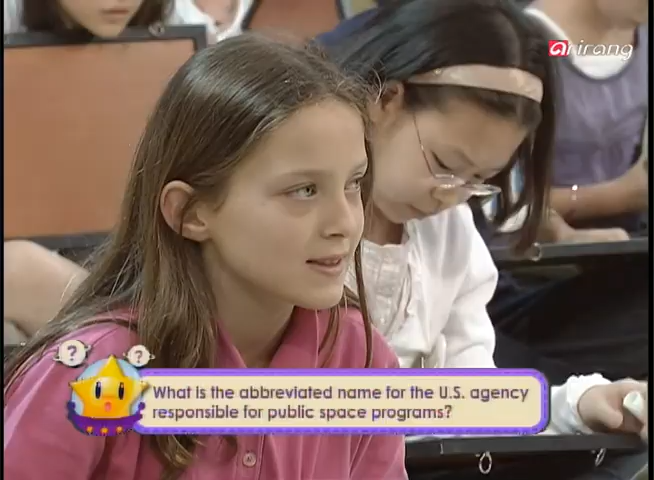 arirang
? ?
What is the abbreviated name for the U.S. agency
responsible for public space programs?